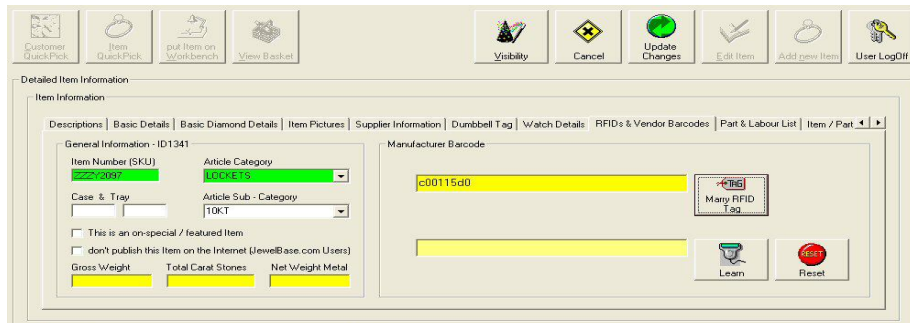 Customer QuickPick
Item QuickPick
put Item on Workbench
View Basket
Visibility
Cancel
Update Changes
Edit Item
Add new Item
User LogOff
Detailed Item Information
Item Information
Descriptions
Basic Details
Basic Diamond Details
Item Pictures
Supplier Information
Dumbbell Tag
Watch Details
RFIDs & Vendor Barcodes
Part & Labour List
Item / Part
General Information - ID1341
Item Number (SKU)
Article Category
ZZZY2097
LOCKETS
Case & Tray
Article Sub - Category
10KT
This is an on-special / featured Item
don't publish this Item on the Internet (JewelBase.com Users)
Gross Weight
Total Carat Stones
Net Weight Metal
Manufacturer Barcode
c00115d0
TAG
Marry RFID Tag
Learn
RESET
Reset